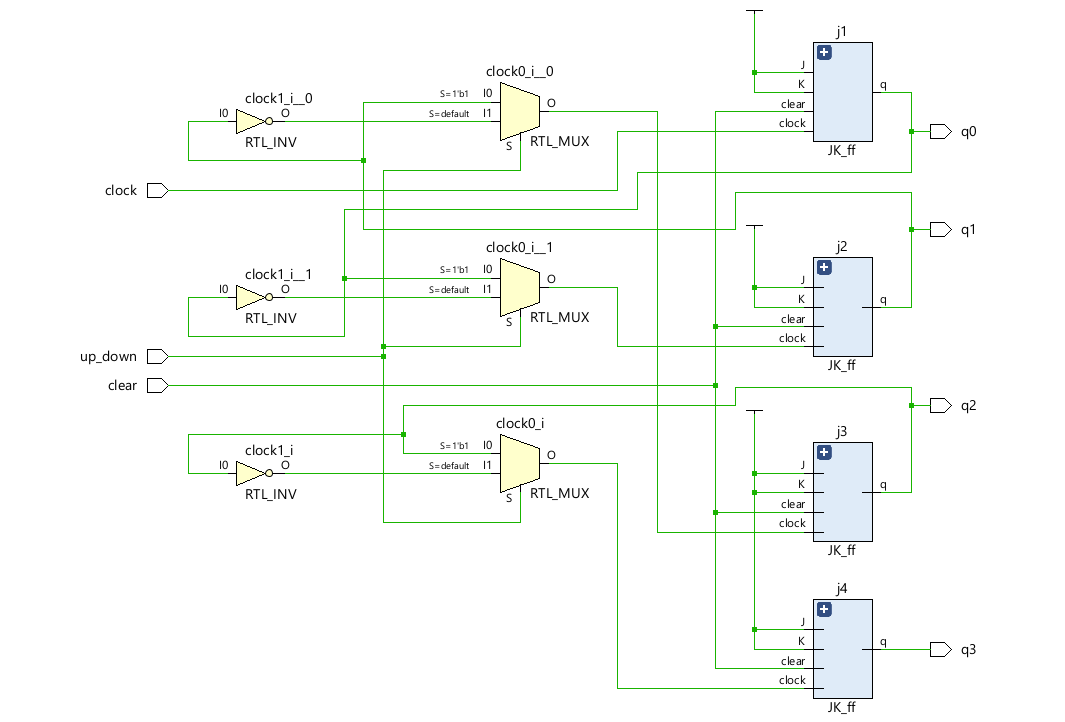 j1
J
K
clear
clock
q
JK_ff
q0
clock0_i__0
S=1'b1
I0
S=default
I1
O
S
RTL_MUX
clock1_i__0
I0
O
RTL_INV
clock
q1
clock0_i__1
S=1'b1
I0
S=default
I1
O
S
RTL_MUX
clock1_i__1
I0
O
RTL_INV
j2
J
K
clear
clock
q
JK_ff
up_down
clear
q2
clock0_i
S=1'b1
I0
S=default
I1
O
S
RTL_MUX
clock1_i
I0
O
RTL_INV
j3
J
K
clear
clock
q
JK_ff
j4
J
K
clear
clock
q
JK_ff
q3